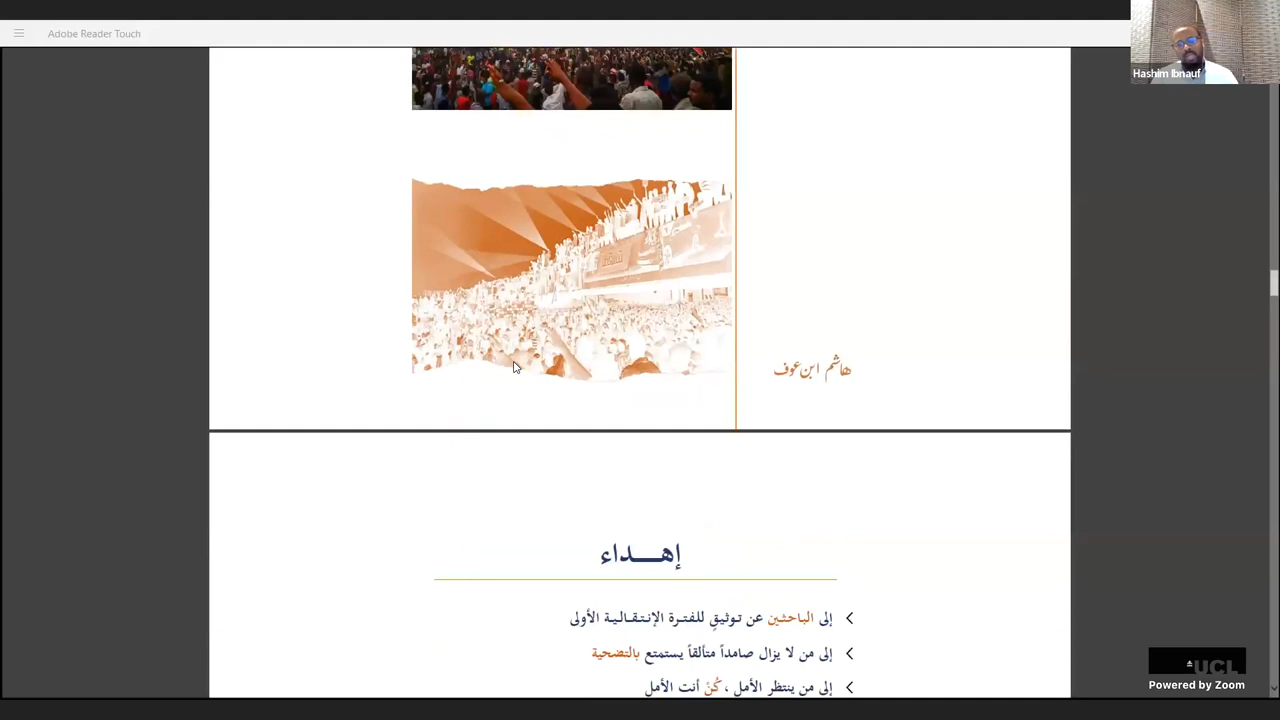 Adobe Reader Touch
Hashim Ibnauf
هاشم ابن عوف
إهـــداء
إلى الباحثين عن توثيقٍ للفترة الإنتقالية الأولى
إلى من لا يزال صامداً متألقاً يستمتع بالتضحية
إلى من ينتظر الأمل ، كُنْ أنت الأمل
UCL
Powered by Zoom